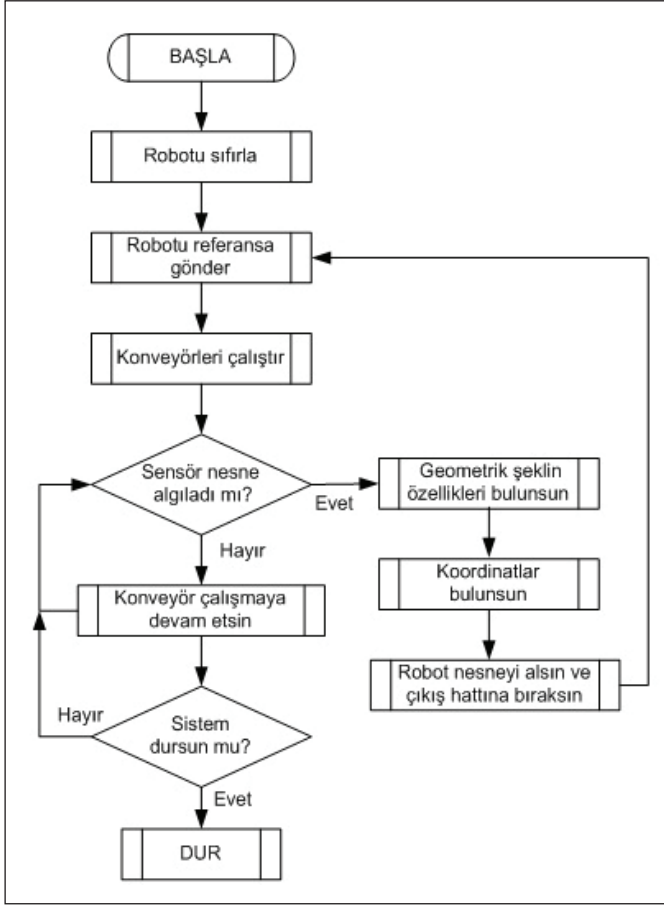 BAŞLA
Robotu sıfırla
Robotu referansa
gönder
Konveyörleri çalıştır
Sensör nesne
algıladı mı?
Evet
Geometrik şeklin
özellikleri bulunsun
Hayır
Koordinatlar
bulunsun
Konveyör çalışmaya
devam etsin
Robot nesneyi alsın ve
çıkış hattına bıraksın
Hayır
Sistem
dursun mu?
Evet
DUR